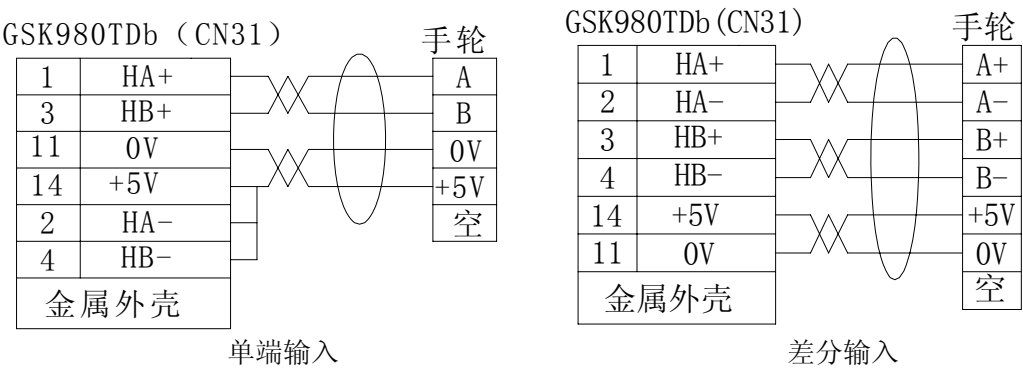 GSK980TDb（CN31）
手轮
1 HA+ A
3 HB+ B
11 0V 0V
14 +5V +5V
2 HA- 空
4 HB-
金属外壳
单端输入
GSK980TDb(CN31)
手轮
1 HA+ A+
2 HA- A-
3 HB+ B+
4 HB- B-
14 +5V +5V
11 0V 0V
金属外壳 空
差分输入